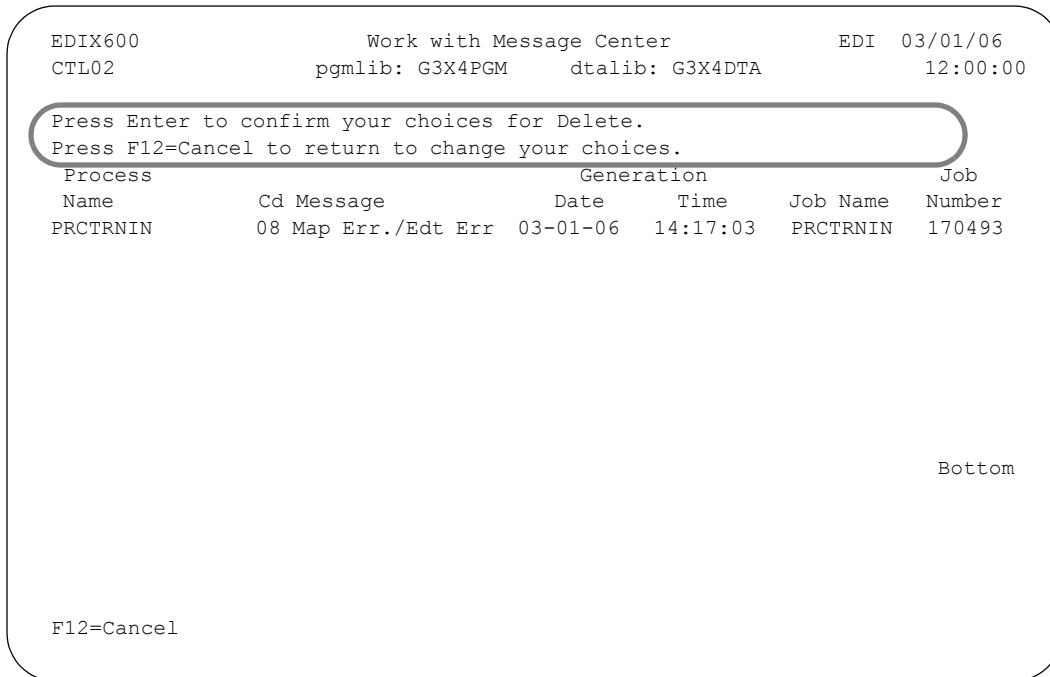 EDIX600 Work with Message Center EDI 03/01/06
CTL02 pgmlib: G3X4PGM dtalib: G3X4DTA 12:00:00
Press Enter to confirm your choices for Delete.
Press F12=Cancel to return to change your choices.
Process Generation Job
Name Cd Message Date Time Job Name Number
PRCTRNIN 08 Map Err./Edt Err 03-01-06 14:17:03 PRCTRNIN 170493
Bottom
F12=Cancel